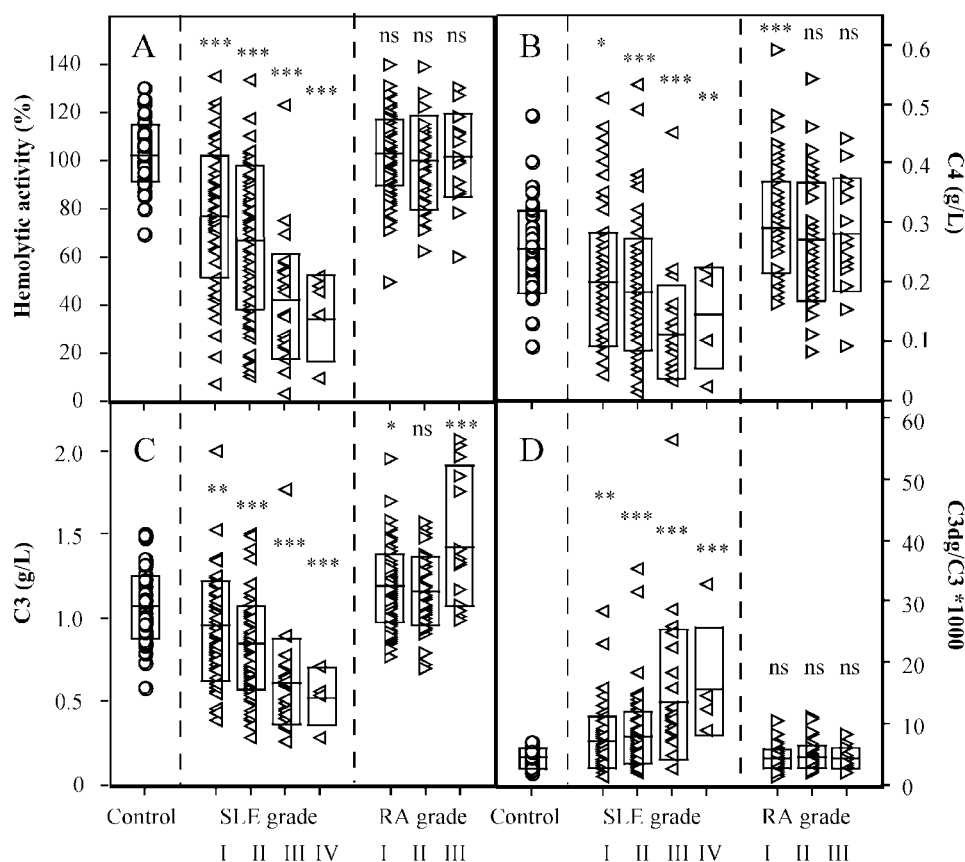 A
*** *** *** ***
ns ns ns
140
120
100
80
60
40
20
0
Hemolytic activity (%)
B
* *** *** **
*** ns ns
0.6
0.5
0.4
0.3
0.2
0.1
0
C4 (g/L)
C
** *** *** ***
* ns ***
2.0
1.5
1.0
0.5
0
C3 (g/L)
D
** *** *** ***
ns ns ns
60
50
40
30
20
10
0
C3dg/C3 *1000
Control SLE grade RA grade Control SLE grade RA grade
I II III IV I II III I II III IV I II III